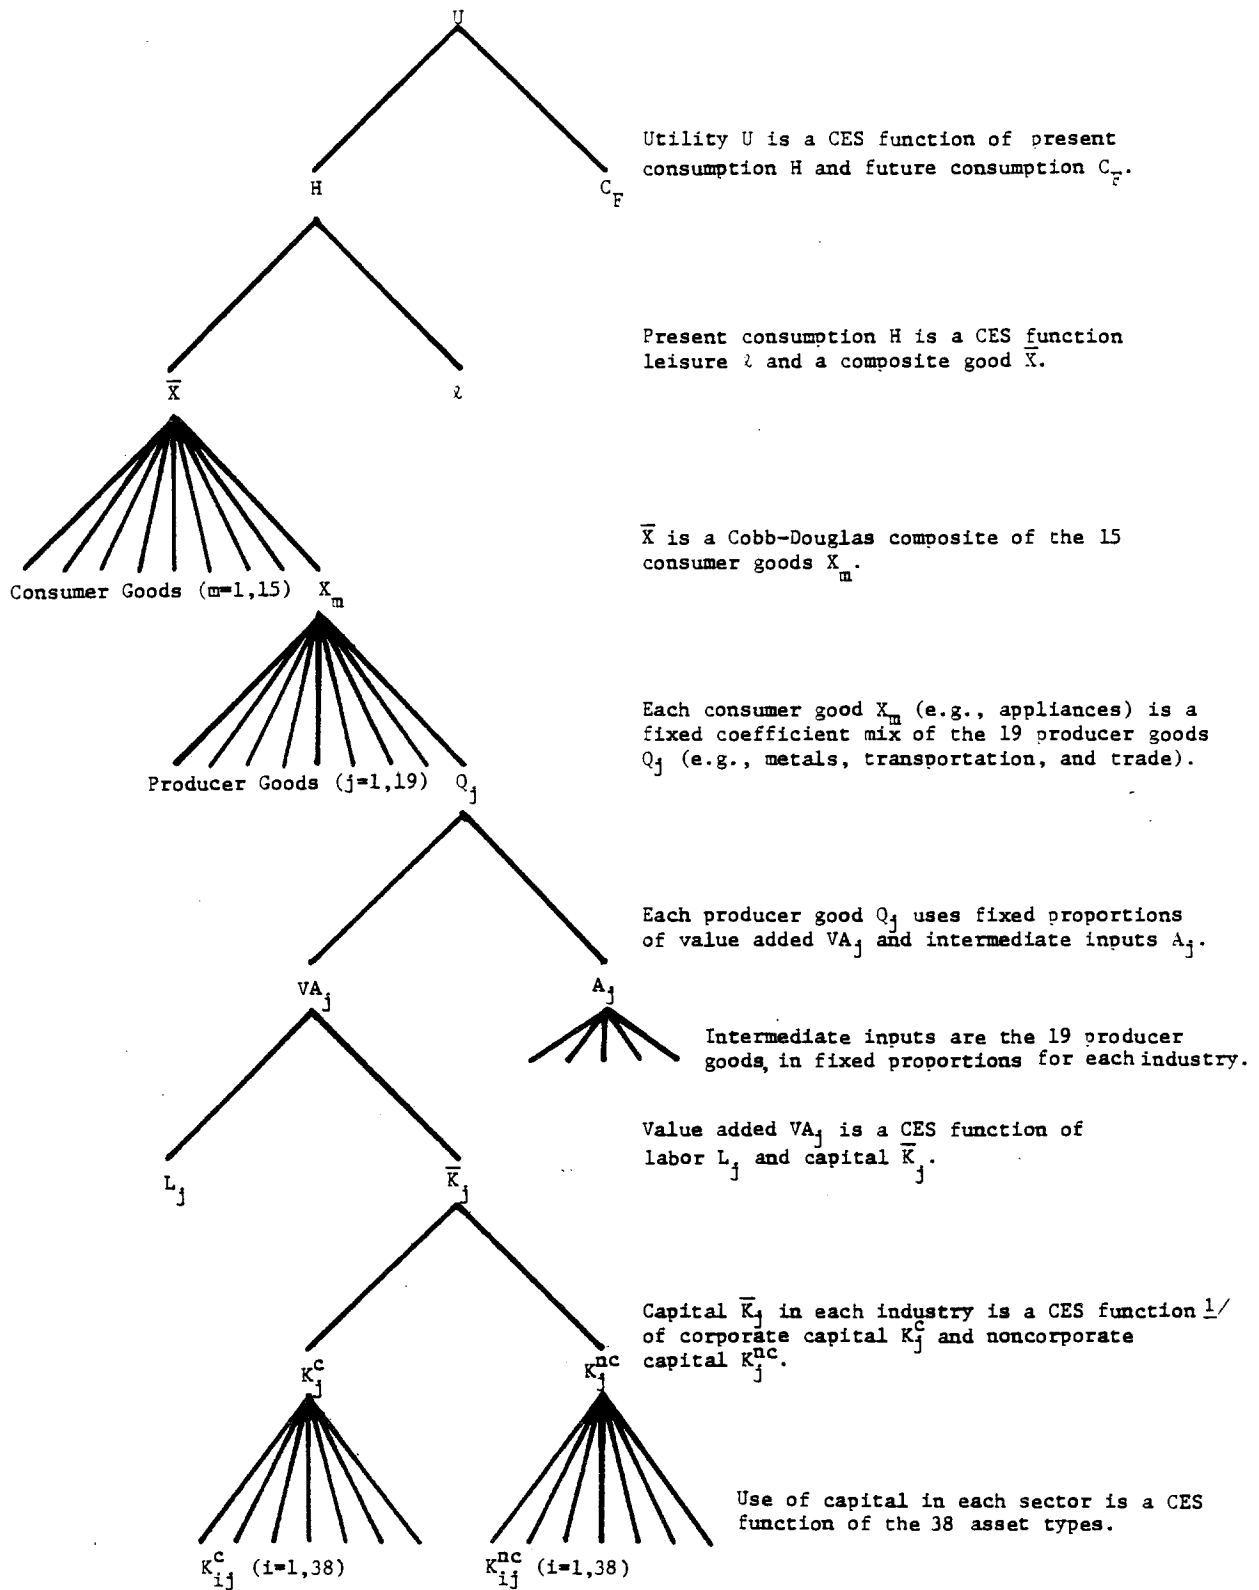 U
H
C_F
Utility U is a CES function of present
consumption H and future consumption C_F.
X̅
ℓ
Present consumption H is a CES function
leisure ℓ and a composite good X̅.
Consumer Goods (m=1,15) X_m
X̅ is a Cobb-Douglas composite of the 15
consumer goods X_m.
Producer Goods (j=1,19) Q_j
Each consumer good X_m (e.g., appliances) is a
fixed coefficient mix of the 19 producer goods
Q_j (e.g., metals, transportation, and trade).
VA_j
A_j
Each producer good Q_j uses fixed proportions
of value added VA_j and intermediate inputs A_j.
Intermediate inputs are the 19 producer
goods, in fixed proportions for each industry.
L_j
K̅_j
Value added VA_j is a CES function of
labor L_j and capital K̅_j.
K_j^c
K_j^nc
Capital K̅_j in each industry is a CES function 1/
of corporate capital K_j^c and noncorporate
capital K_j^nc.
K_ij^c (i=1,38)
K_ij^nc (i=1,38)
Use of capital in each sector is a CES
function of the 38 asset types.